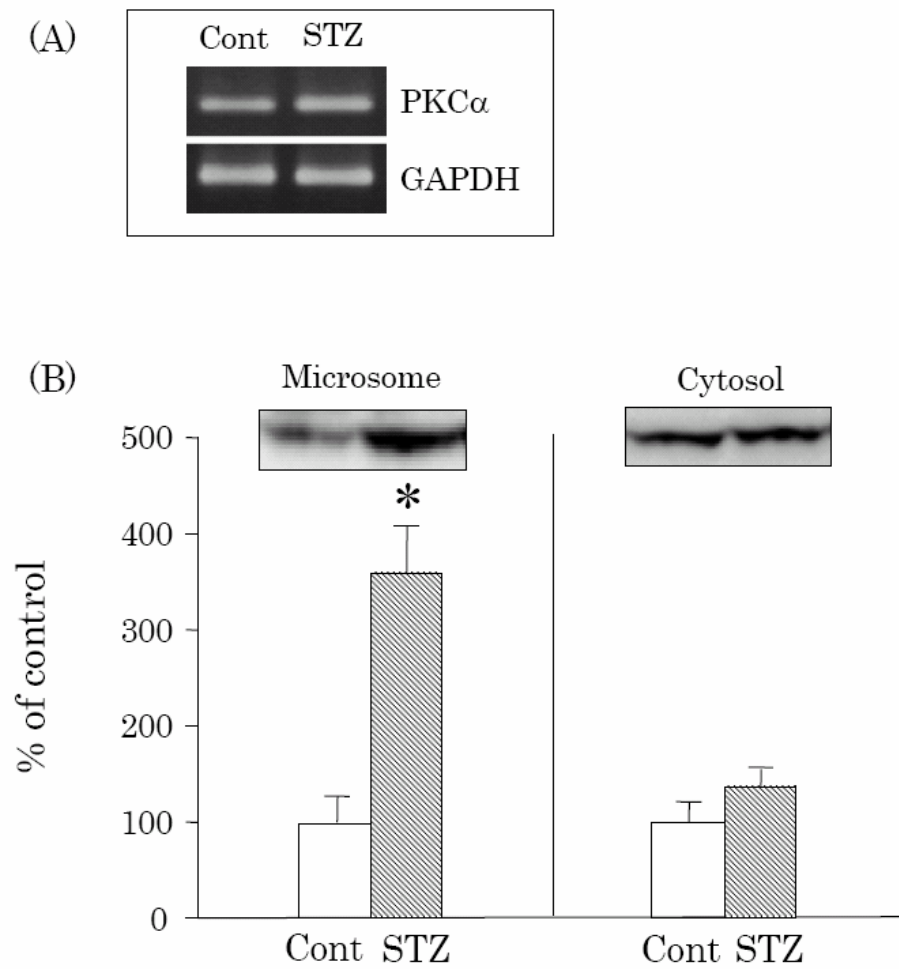 (A)
Cont STZ
PKCα
GAPDH
(B)
Microsome Cytosol
500
*
400
300
200
100
0
% of control
Cont STZ Cont STZ